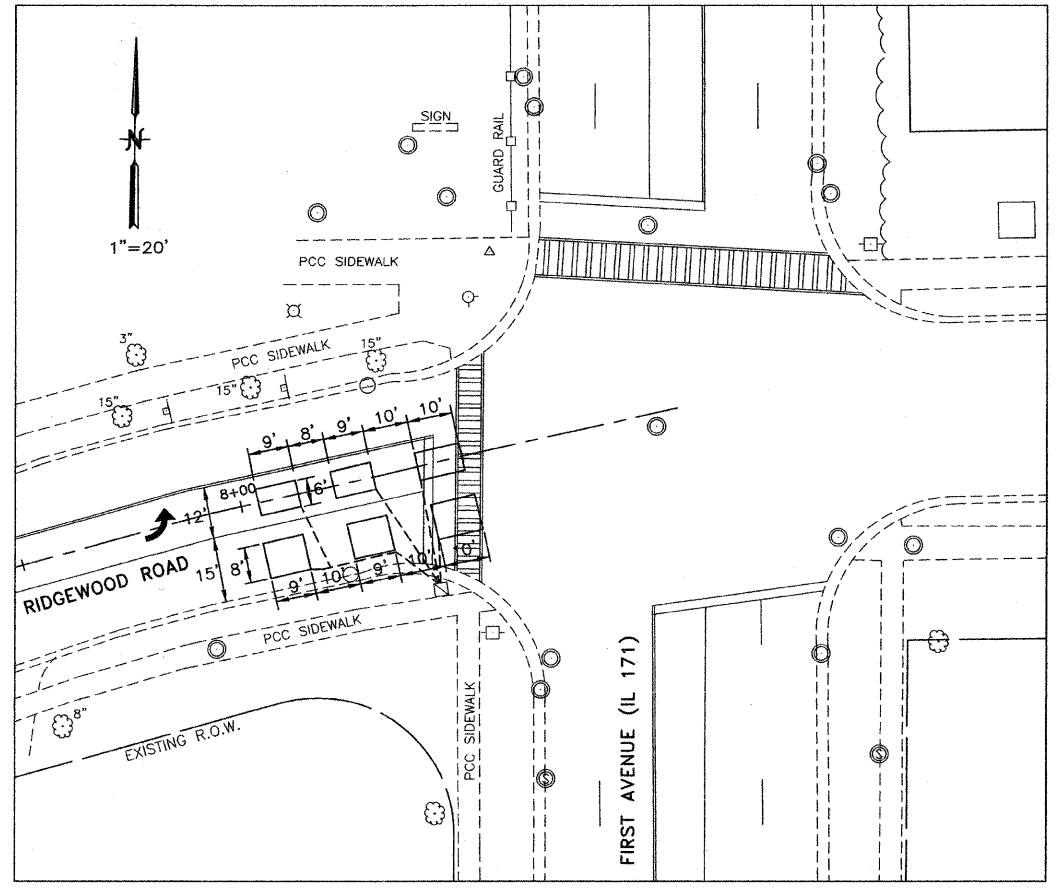 SIGN
GUARD RAIL
N
1"=20'
PCC SIDEWALK
3"
PCC SIDEWALK
15"
15"
15"
9'
8'
9'
10'
10'
8+00
6'
12'
RIDGEWOOD ROAD
15'
8'
9'
10'
9'
10'
PCC SIDEWALK
8"
EXISTING R.O.W.
PCC SIDEWALK
FIRST AVENUE (IL 171)
S
S